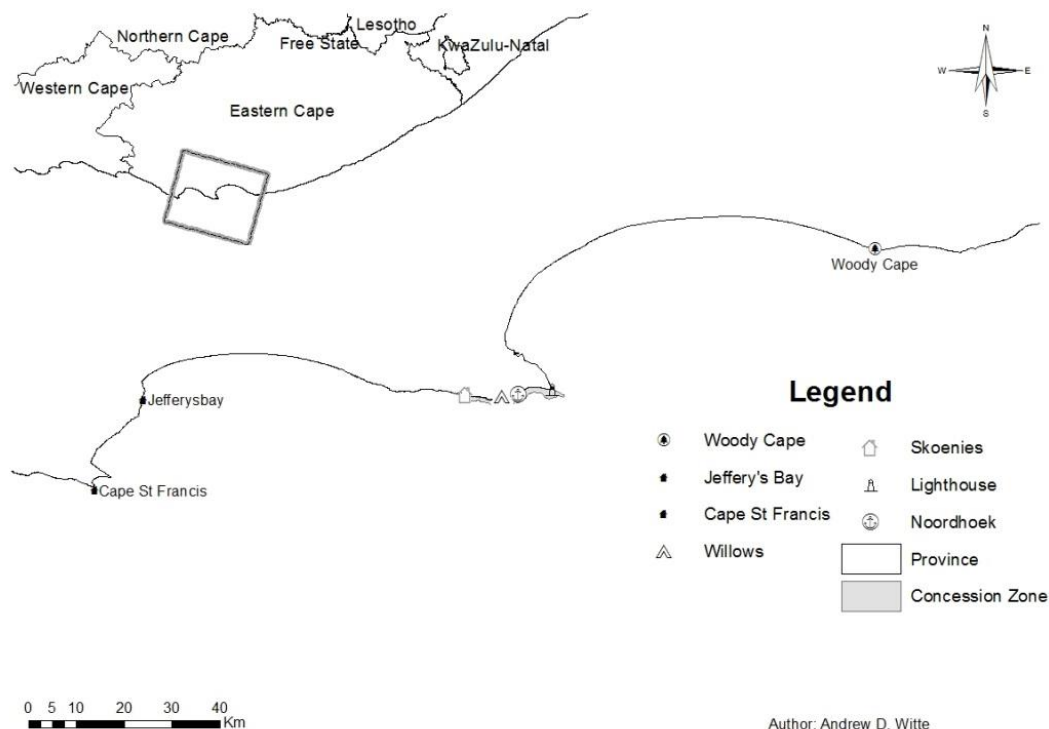 Lesotho
Northern Cape
Free State
KwaZulu-Natal
Western Cape
Eastern Cape
N
W
E
S
Woody Cape
Jefferysbay
Cape St Francis
Legend
Woody Cape
Jeffery's Bay
Cape St Francis
Willows
Skoenies
Lighthouse
Noordhoek
Province
Concession Zone
0 5 10 20 30 40
Km
Author: Andrew D. Witte